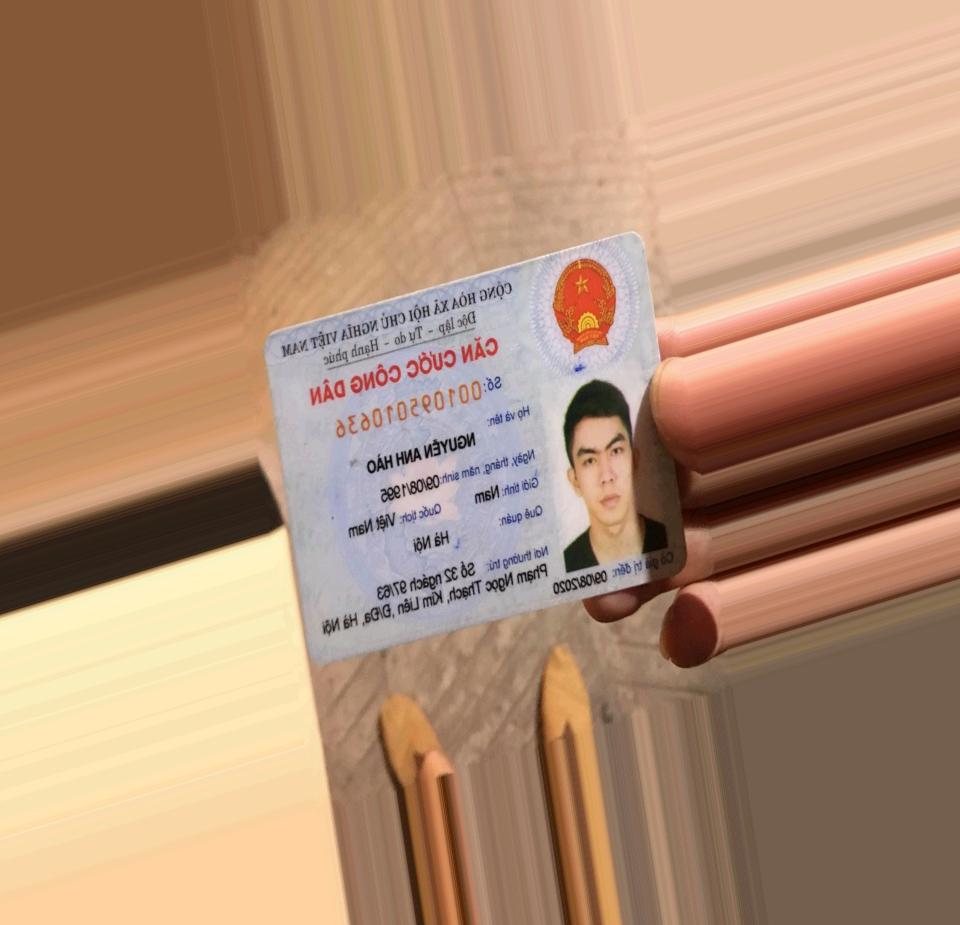 CỘNG HÒA XÃ HỘI CHỦ NGHĨA VIỆT NAM
Độc lập - Tự do - Hạnh phúc
CĂN CƯỚC CÔNG DÂN
Số: 001095010636
Họ và tên:
NGUYỄN ANH HÀO
Ngày, tháng, năm sinh: 09/08/1995
Giới tính: Nam Quốc tịch: Việt Nam
Quê quán:
Hà Nội
Nơi thường trú: Số 32 ngách 97/63
Phạm Ngọc Thạch, Kim Liên, Đ/Đa, Hà Nội
Có giá trị đến: 09/08/2020